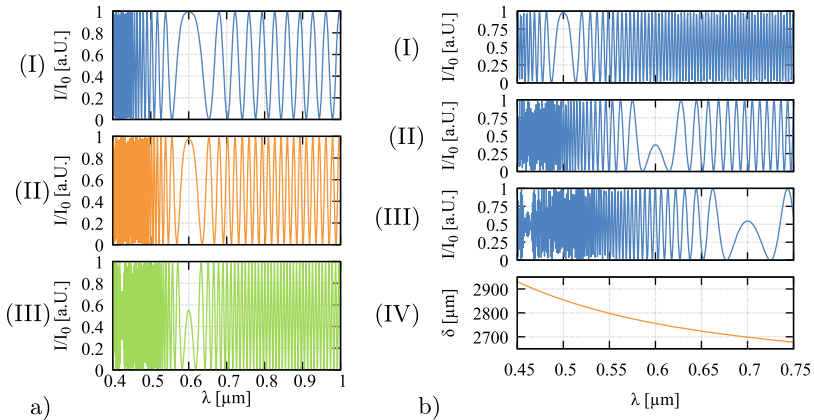 (I)
I/I0 [a.U.]
1
0.8
0.6
0.4
0.2
0
(II)
I/I0 [a.U.]
1
0.8
0.6
0.4
0.2
0
(III)
I/I0 [a.U.]
1
0.8
0.6
0.4
0.2
0
0.4 0.5 0.6 0.7 0.8 0.9 1
λ [µm]
a)
(I)
I/I0 [a.U.]
1
0.75
0.5
0.25
0
(II)
I/I0 [a.U.]
1
0.75
0.5
0.25
0
(III)
I/I0 [a.U.]
1
0.75
0.5
0.25
0
(IV)
δ [µm]
2900
2800
2700
0.45 0.5 0.55 0.6 0.65 0.7 0.75
λ [µm]
b)